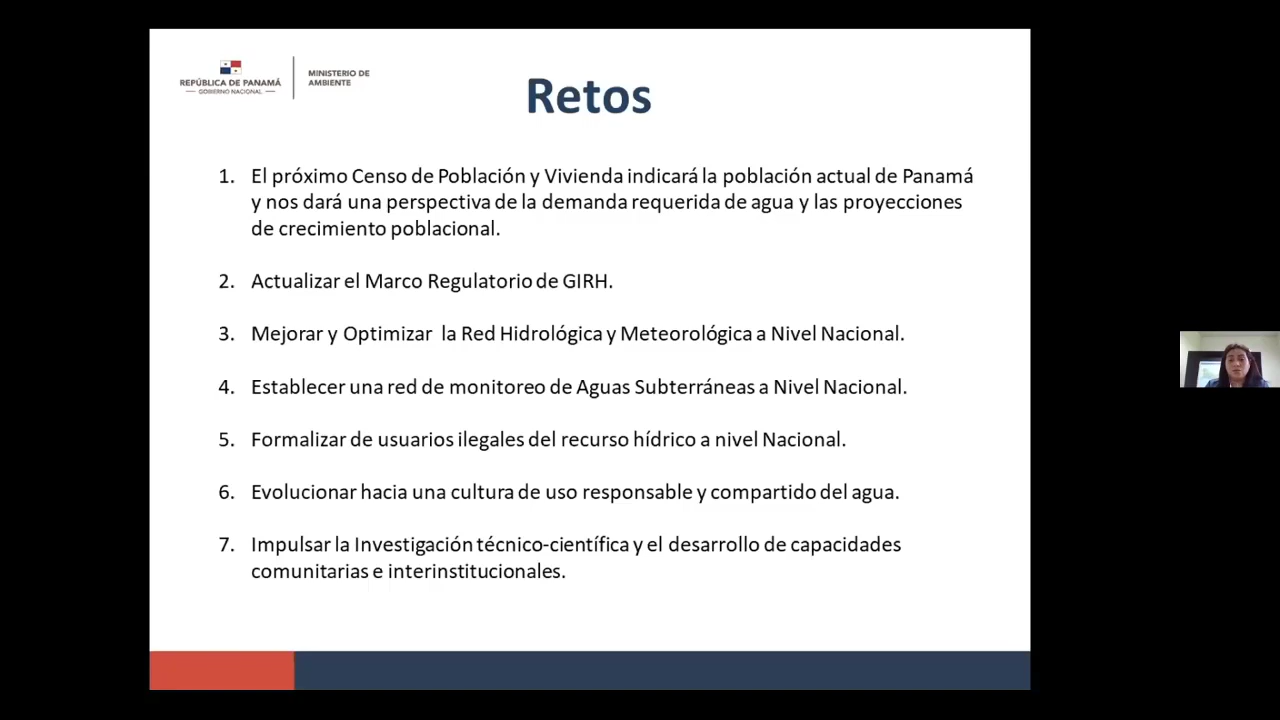 REPÚBLICA DE PANAMÁ
GOBIERNO NACIONAL
MINISTERIO DE
AMBIENTE
Retos
1. El próximo Censo de Población y Vivienda indicará la población actual de Panamá
y nos dará una perspectiva de la demanda requerida de agua y las proyecciones
de crecimiento poblacional.
2. Actualizar el Marco Regulatorio de GIRH.
3. Mejorar y Optimizar la Red Hidrológica y Meteorológica a Nivel Nacional.
4. Establecer una red de monitoreo de Aguas Subterráneas a Nivel Nacional.
5. Formalizar de usuarios ilegales del recurso hídrico a nivel Nacional.
6. Evolucionar hacia una cultura de uso responsable y compartido del agua.
7. Impulsar la Investigación técnico-científica y el desarrollo de capacidades
comunitarias e interinstitucionales.